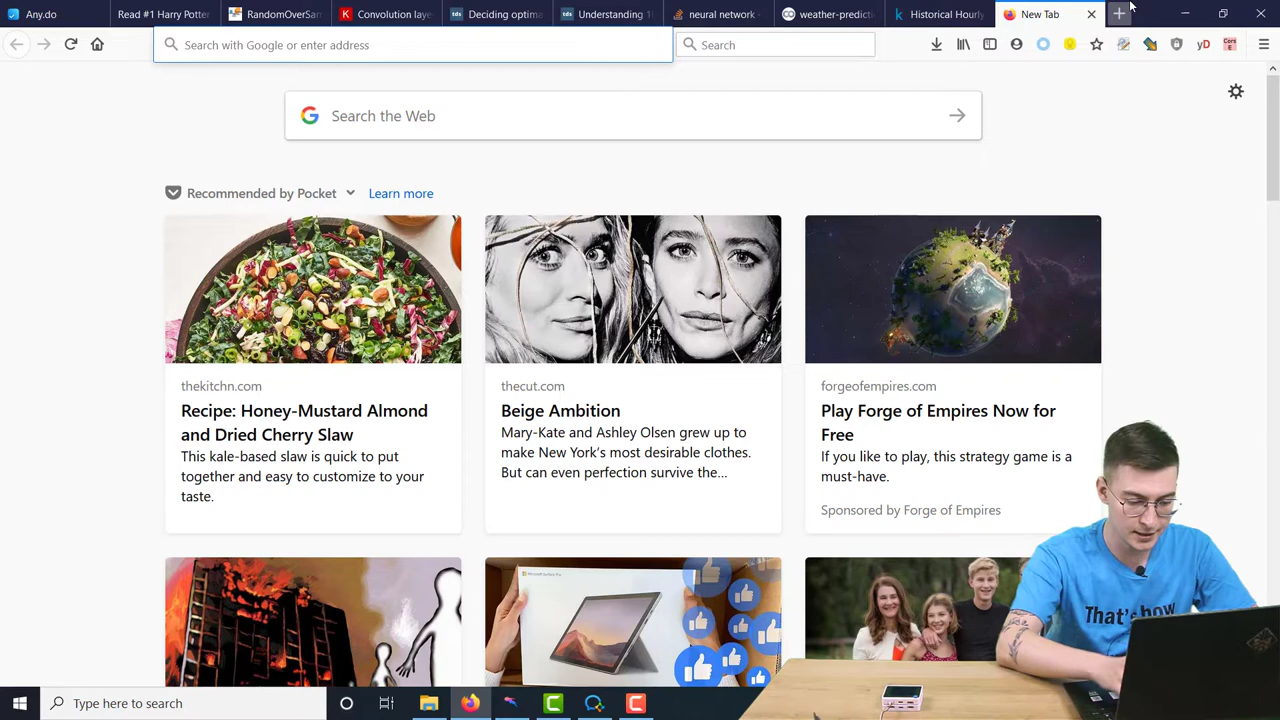 Any.do
Read #1 Harry Potter
RandomOverSam
Convolution laye
Deciding optima
Understanding 1
neural network -
weather-predicti
Historical Hourly
New Tab
Search with Google or enter address
Search
Search the Web
Recommended by Pocket
Learn more
thekitchn.com
Recipe: Honey-Mustard Almond
and Dried Cherry Slaw
This kale-based slaw is quick to put
together and easy to customize to your
taste.
thecut.com
Beige Ambition
Mary-Kate and Ashley Olsen grew up to
make New York's most desirable clothes.
But can even perfection survive the...
forgeofempires.com
Play Forge of Empires Now for
Free
If you like to play, this strategy game is a
must-have.
Sponsored by Forge of Empires
That's how
Type here to search